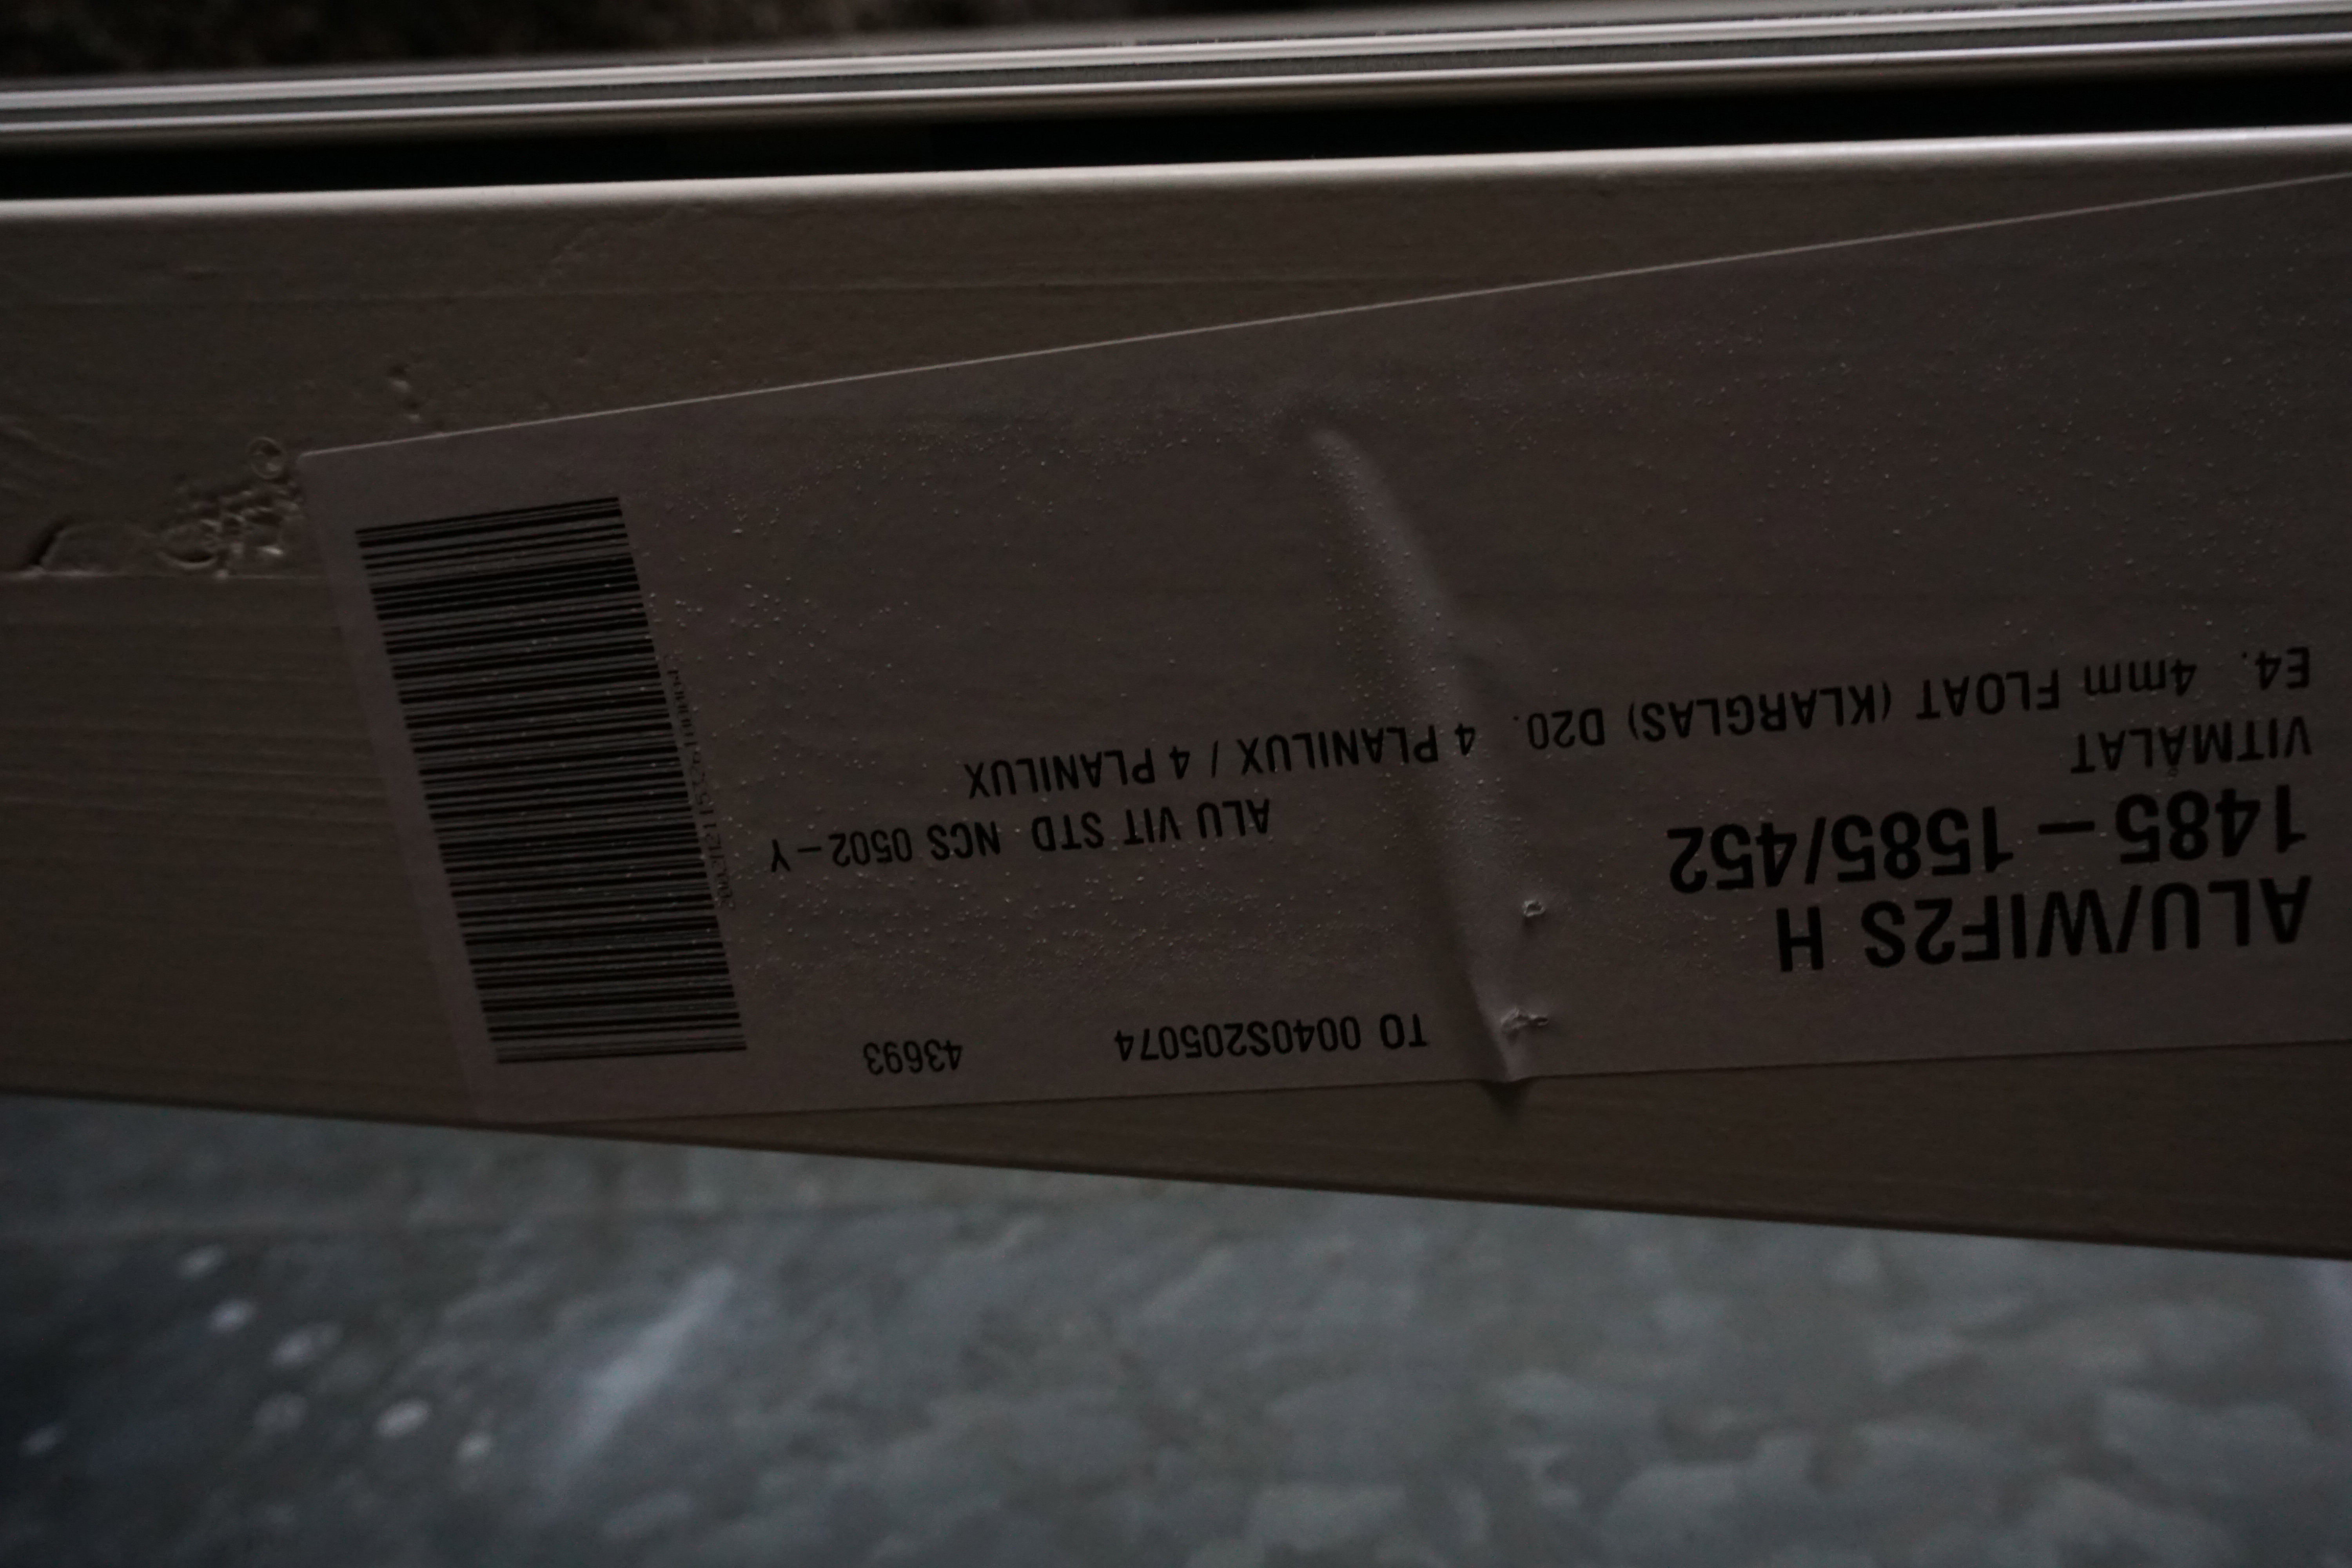 TO 0040S205074 43693
ALU/WIF2S H
1485 – 1585/452 ALU VIT STD NCS 0502-Y
VITMÅLAT
E4. 4mm FLOAT (KLARGLAS) D20. 4 PLANILUX / 4 PLANILUX